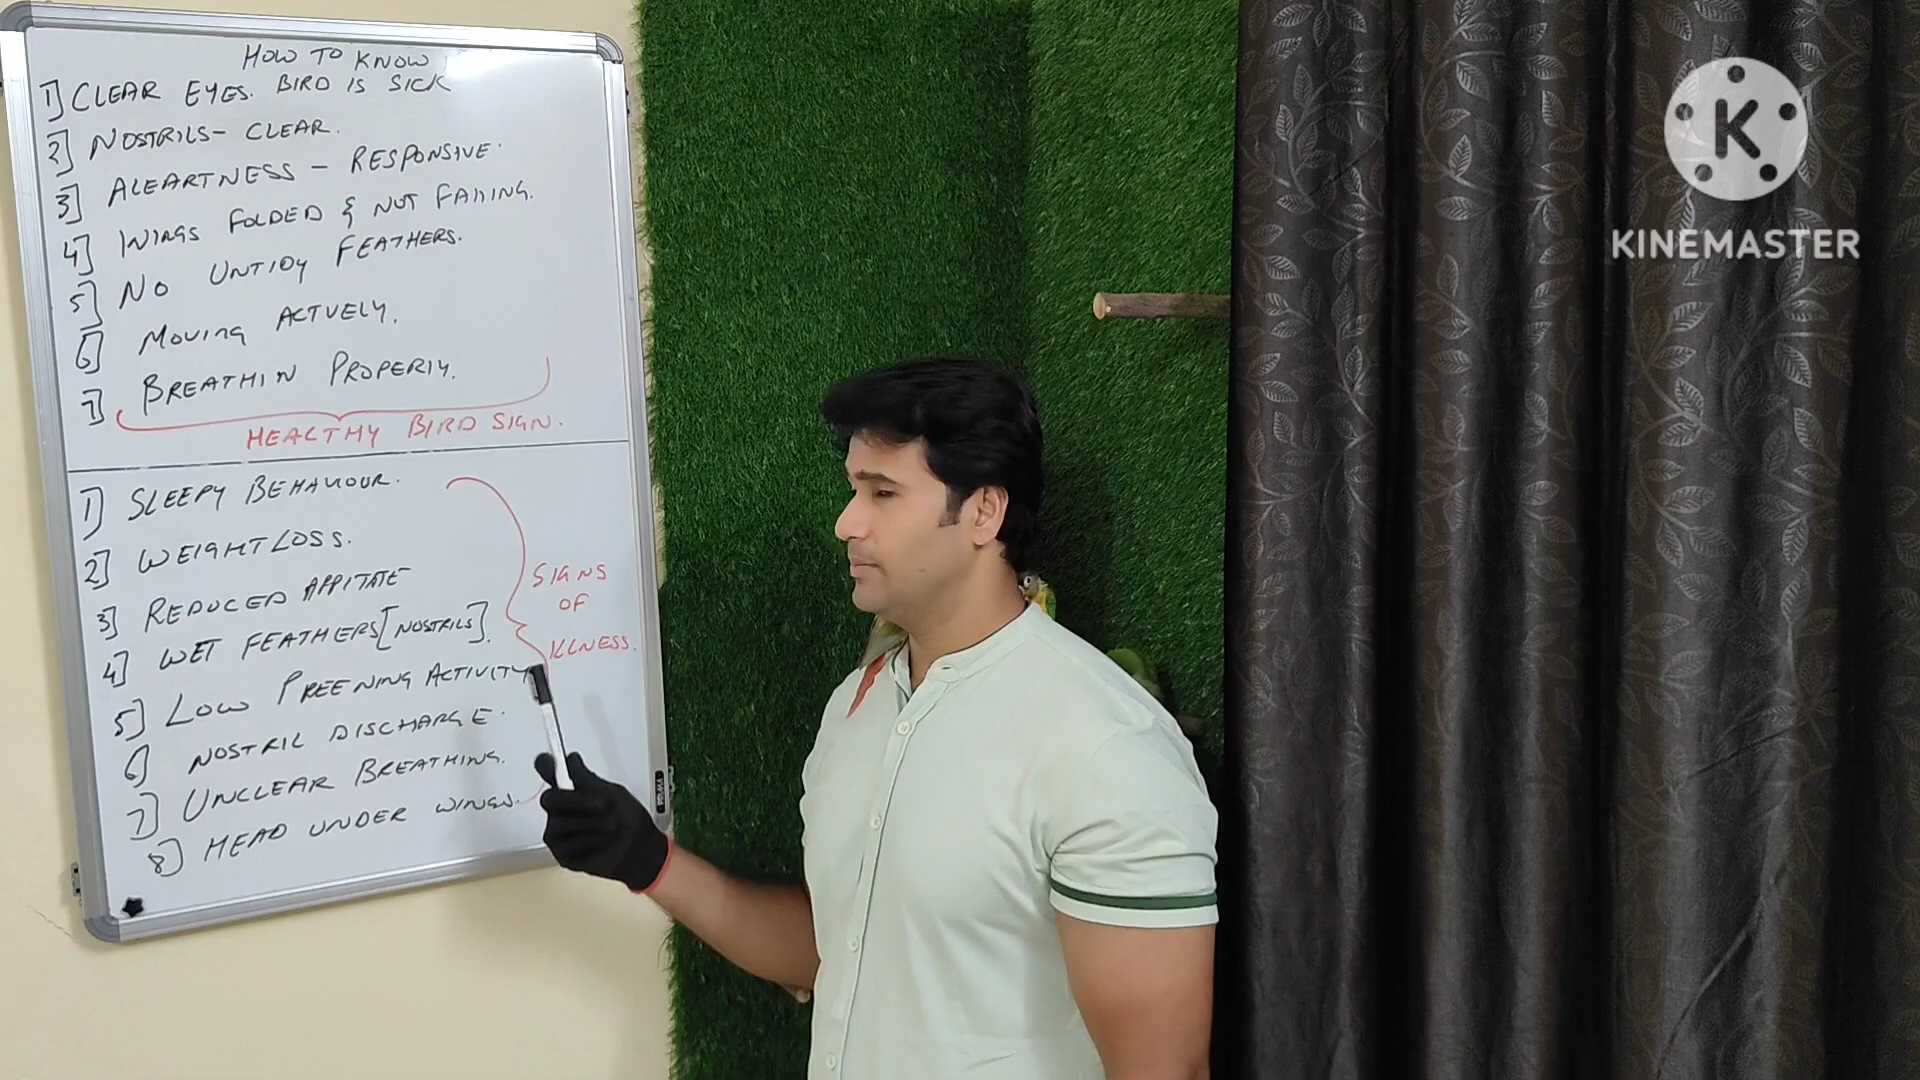 HOW TO KNOW
BIRD IS SICK
1] CLEAR EYES.
2] NOSTRILS- CLEAR.
3] ALEARTNESS - RESPONSIVE.
4] WINGS FOLDED & NOT FALLING.
5] NO UNTIDY FEATHERS.
6] MOVING ACTVELY.
7] BREATHIN PROPERLY.
HEALTHY BIRD SIGN.
1] SLEEPY BEHAVIOUR.
2] WEIGHT LOSS.
3] REDUCED APPITATE
4] WET FEATHERS [NOSTRILS].
5] LOW PREENING ACTIVITY
6] NOSTRIL DISCHARGE.
7] UNCLEAR BREATHING.
8] HEAD UNDER WINGS.
SIGNS
OF
ILLNESS.
K
KINEMASTER